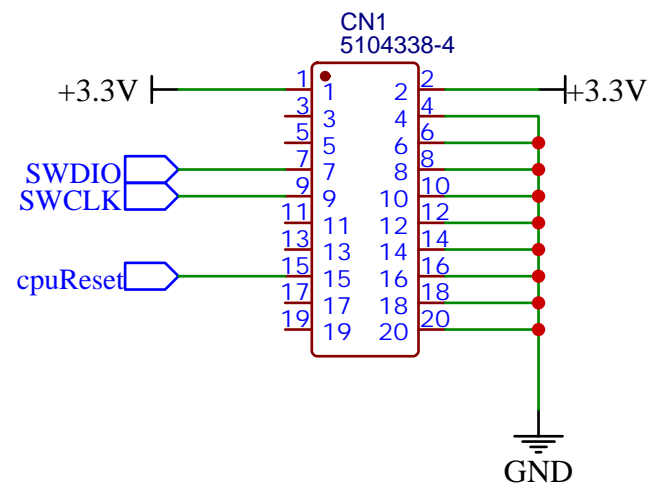 CN1
5104338-4
+3.3V 1 1 2 2 +3.3V
3 3 4 4
5 5 6 6
SWDIO 7 7 8 8
SWCLK 9 9 10 10
11 11 12 12
13 13 14 14
cpuReset 15 15 16 16
17 17 18 18
19 19 20 20
GND